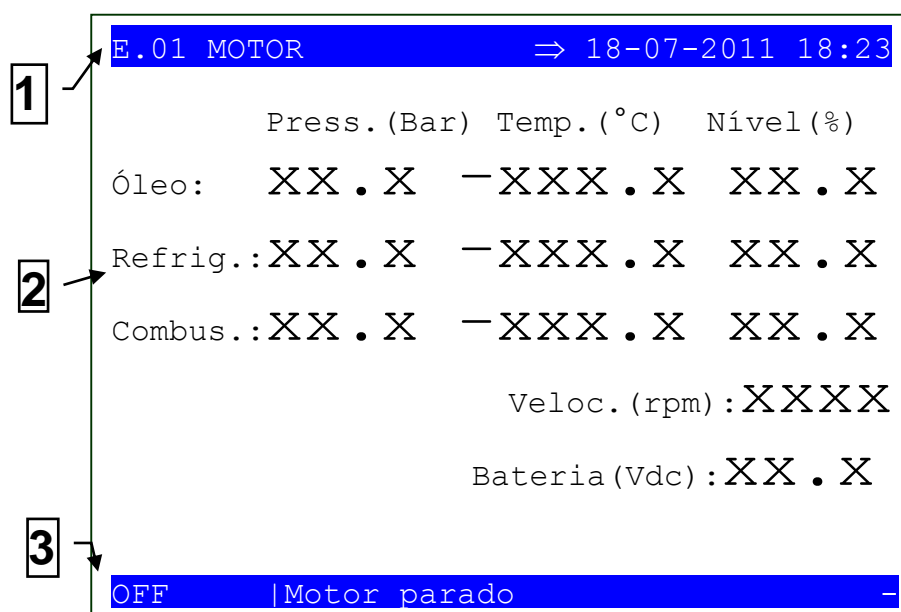 E.01 MOTOR ⇒ 18-07-2011 18:23
1
Press.(Bar) Temp.(°C) Nível(%)
Óleo: XX.X -XXX.X XX.X
Refrig.:XX.X -XXX.X XX.X
2
Combus.:XX.X -XXX.X XX.X
Veloc.(rpm):XXXX
Bateria(Vdc):XX.X
3
OFF |Motor parado -